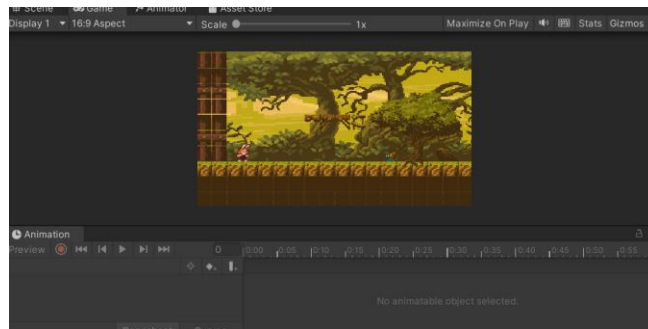 Scene Game Animator Asset Store
Display 1 16:9 Aspect Scale 1x Maximize On Play Stats Gizmos
Animation
Preview 0 0:00 0:05 0:10 0:15 0:20 0:25 0:30 0:35 0:40 0:45 0:50 0:55
No animatable object selected.